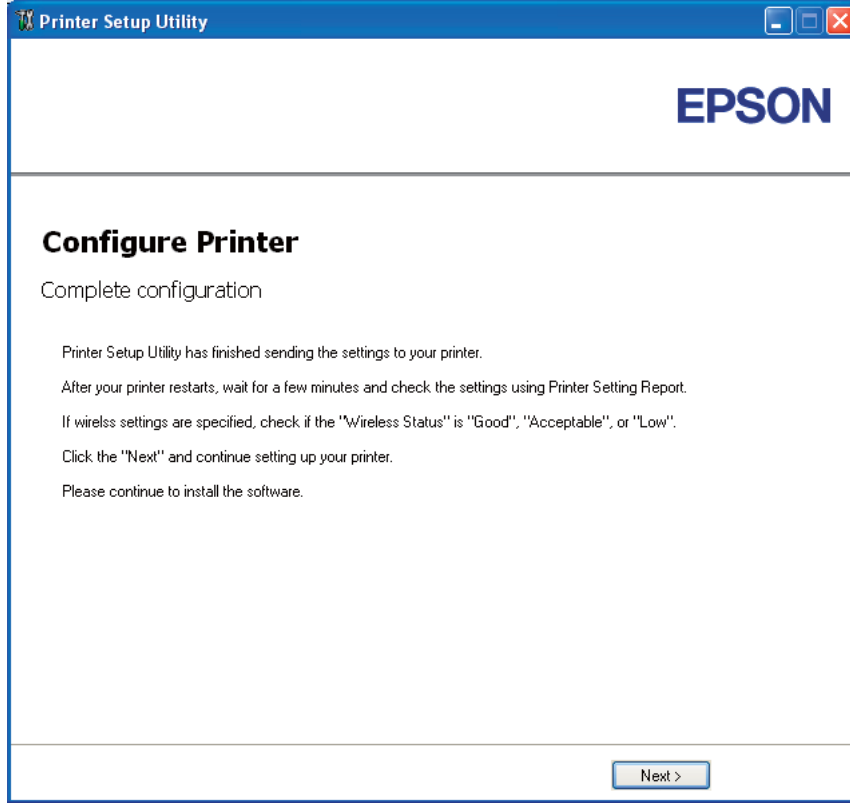 Printer Setup Utility
EPSON
Configure Printer
Complete configuration
Printer Setup Utility has finished sending the settings to your printer.
After your printer restarts, wait for a few minutes and check the settings using Printer Setting Report.
If wirelss settings are specified, check if the "Wireless Status" is "Good", "Acceptable", or "Low".
Click the "Next" and continue setting up your printer.
Please continue to install the software.
Next >